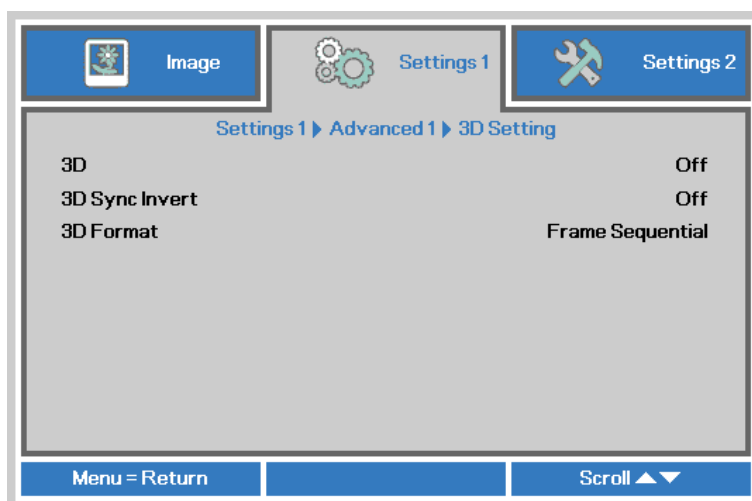 Image Settings 1 Settings 2
Settings 1 ▶ Advanced 1 ▶ 3D Setting
3D Off
3D Sync Invert Off
3D Format Frame Sequential
Menu = Return Scroll ▲▼